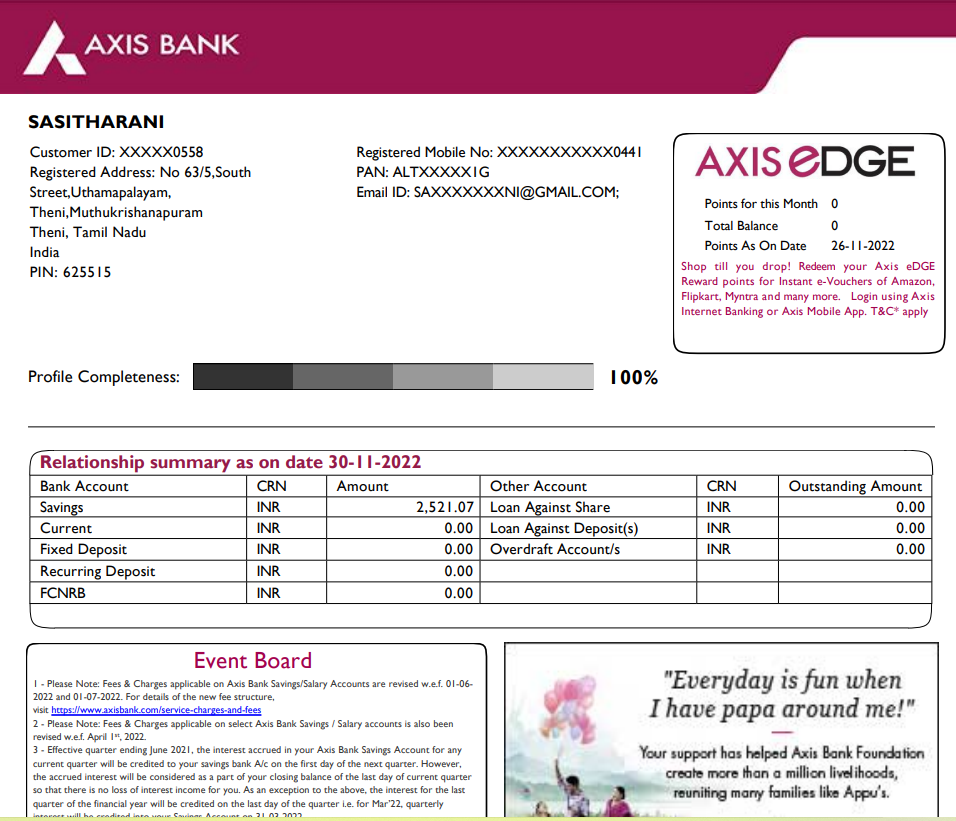 AXIS BANK
SASITHARANI
Customer ID: XXXXX0558
Registered Address: No 63/5,South
Street,Uthamapalayam,
Theni,Muthukrishanapuram
Theni, Tamil Nadu
India
PIN: 625515
Registered Mobile No: XXXXXXXXXXX0441
PAN: ALTXXXXX1G
Email ID: SAXXXXXXXNI@GMAIL.COM;
AXIS eDGE
Points for this Month 0
Total Balance 0
Points As On Date 26-11-2022
Shop till you drop! Redeem your Axis eDGE
Reward points for Instant e-Vouchers of Amazon,
Flipkart, Myntra and many more. Login using Axis
Internet Banking or Axis Mobile App. T&C* apply
Profile Completeness: 100%
Relationship summary as on date 30-11-2022
Bank Account CRN Amount Other Account CRN Outstanding Amount
Savings INR 2,521.07 Loan Against Share INR 0.00
Current INR 0.00 Loan Against Deposit(s) INR 0.00
Fixed Deposit INR 0.00 Overdraft Account/s INR 0.00
Recurring Deposit INR 0.00
FCNRB INR 0.00
Event Board
1 - Please Note: Fees & Charges applicable on Axis Bank Savings/Salary Accounts are revised w.e.f. 01-06-
2022 and 01-07-2022. For details of the new fee structure,
visit https://www.axisbank.com/service-charges-and-fees
2 - Please Note: Fees & Charges applicable on select Axis Bank Savings / Salary accounts is also been
revised w.e.f. April 1st, 2022.
3 - Effective quarter ending June 2021, the interest accrued in your Axis Bank Savings Account for any
current quarter will be credited to your savings bank A/c on the first day of the next quarter. However,
the accrued interest will be considered as a part of your closing balance of the last day of current quarter
so that there is no loss of interest income for you. As an exception to the above, the interest for the last
quarter of the financial year will be credited on the last day of the quarter i.e. for Mar'22, quarterly
interest will be credited into your Savings Account on 31-03-2022.
"Everyday is fun when
I have papa around me!"
Your support has helped Axis Bank Foundation
create more than a million livelihoods,
reuniting many families like Appu's.